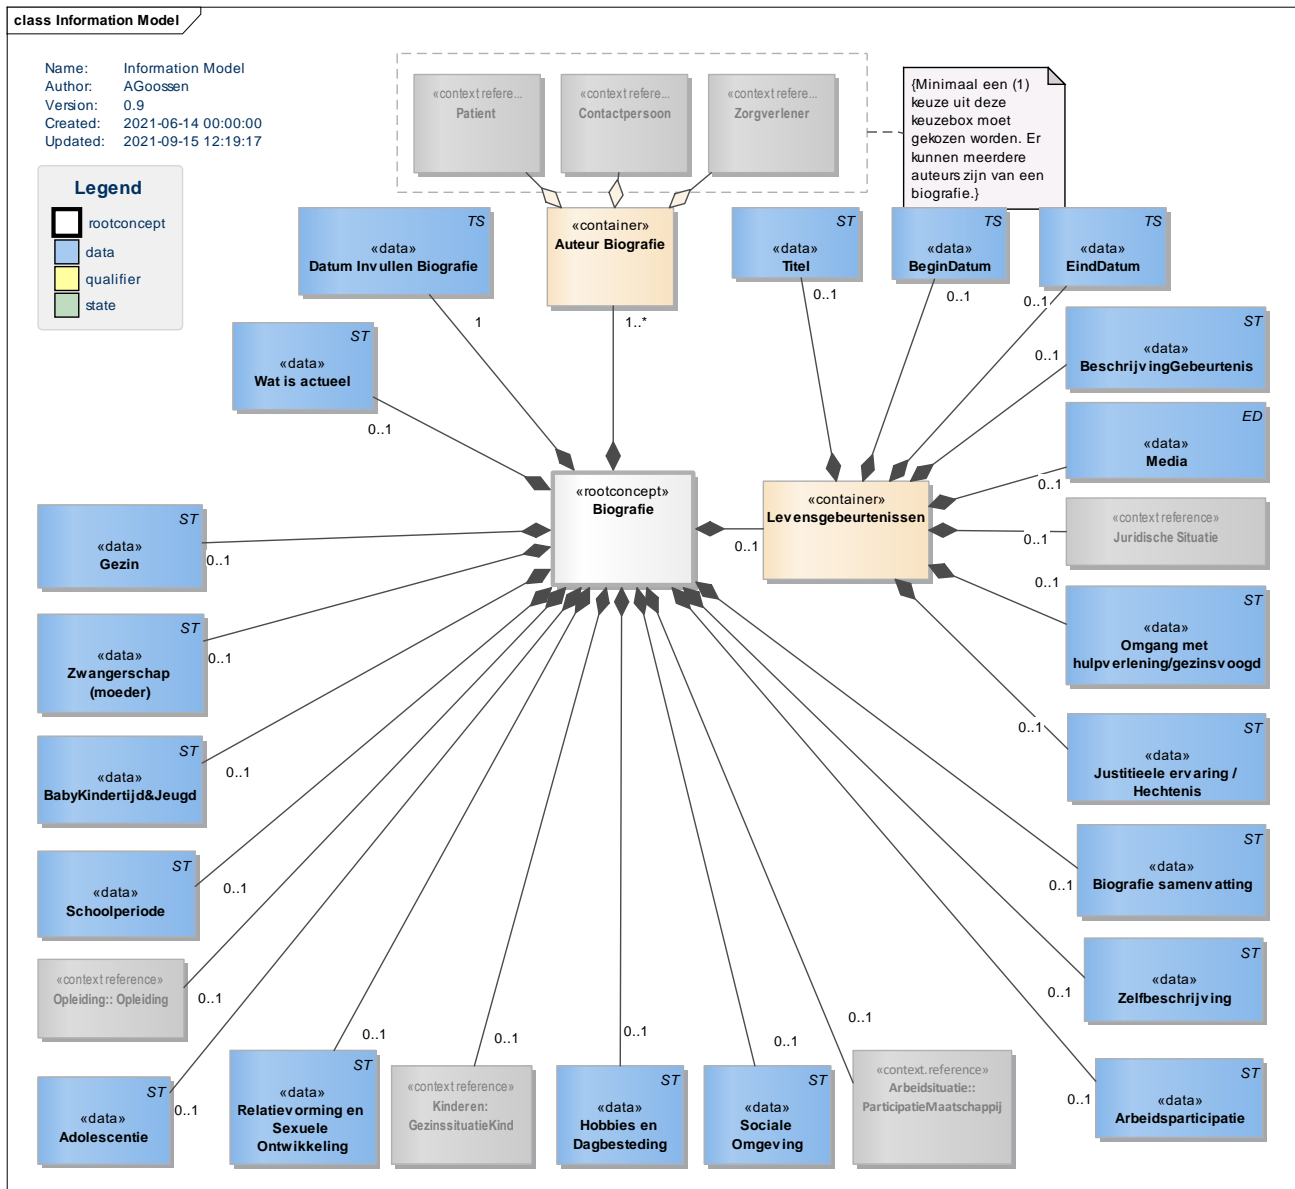 class Information Model
Name: Information Model
Author: AGoossen
Version: 0.9
Created: 2021-06-14 00:00:00
Updated: 2021-09-15 12:19:17
Legend
rootconcept
data
qualifier
state
«context refere...
Patient
«context refere...
Contactpersoon
«context refere...
Zorgverlener
{Minimaal een (1)
keuze uit deze
keuzebox moet
gekozen worden. Er
kunnen meerdere
auteurs zijn van een
biografie.}
TS
«data»
Datum Invullen Biografie
1
«container»
Auteur Biografie
1..*
ST
«data»
Titel
0..1
TS
«data»
BeginDatum
0..1
TS
«data»
EindDatum
0..1
ST
«data»
Wat is actueel
0..1
ST
«data»
BeschrijvingGebeurtenis
0..1
ED
«data»
Media
0..1
«rootconcept»
Biografie
«container»
Levensgebeurtenissen
0..1
«context reference»
Juridische Situatie
0..1
ST
«data»
Gezin
0..1
ST
«data»
Omgang met
hulpverlening/gezinsvoogd
0..1
ST
«data»
Zwangerschap
(moeder)
0..1
ST
«data»
Justitieele ervaring /
Hechtenis
0..1
ST
«data»
BabyKindertijd&Jeugd
0..1
ST
«data»
Biografie samenvatting
0..1
ST
«data»
Schoolperiode
0..1
ST
«data»
Zelfbeschrijving
0..1
«context reference»
Opleiding:: Opleiding
0..1
ST
«data»
Adolescentie
0..1
ST
«data»
Relatievorming en
Sexuele
Ontwikkeling
0..1
«context reference»
Kinderen:
GezinssituatieKind
0..1
ST
«data»
Hobbies en
Dagbesteding
0..1
ST
«data»
Sociale
Omgeving
0..1
«context.reference»
Arbeidsituatie::
ParticipatieMaatschappij
0..1
ST
«data»
Arbeidsparticipatie
0..1